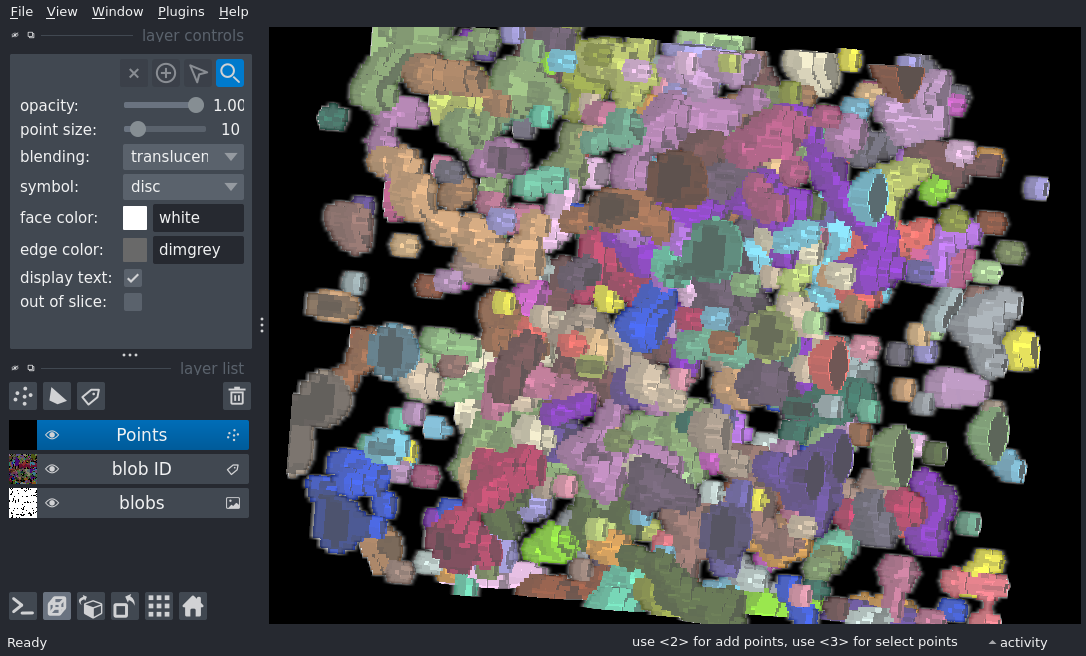 File View Window Plugins Help
layer controls
opacity: 1.00
point size: 10
blending: translucen
symbol: disc
face color: white
edge color: dimgrey
display text:
out of slice:
layer list
Points
blob ID
blobs
Ready use <2> for add points, use <3> for select points activity